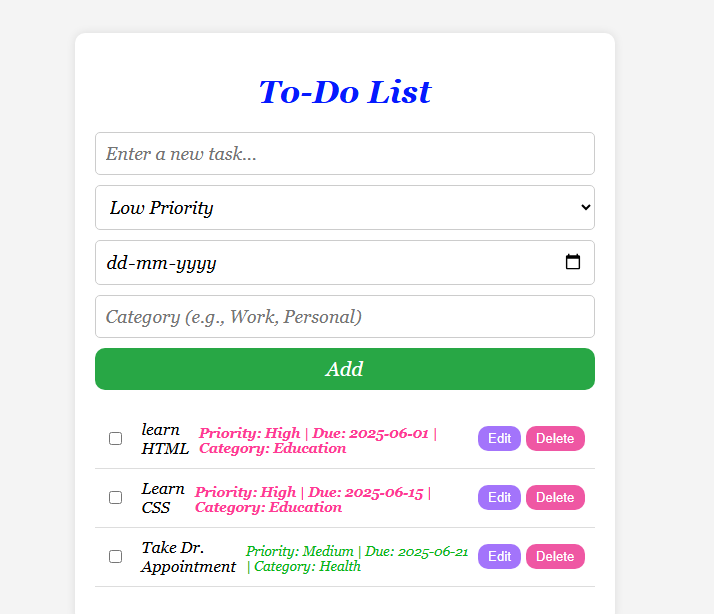 To-Do List
Enter a new task...
Low Priority
dd-mm-yyyy
Category (e.g., Work, Personal)
Add
learn
HTML
Priority: High | Due: 2025-06-01 |
Category: Education
Edit
Delete
Learn
CSS
Priority: High | Due: 2025-06-15 |
Category: Education
Edit
Delete
Take Dr.
Appointment
Priority: Medium | Due: 2025-06-21
| Category: Health
Edit
Delete